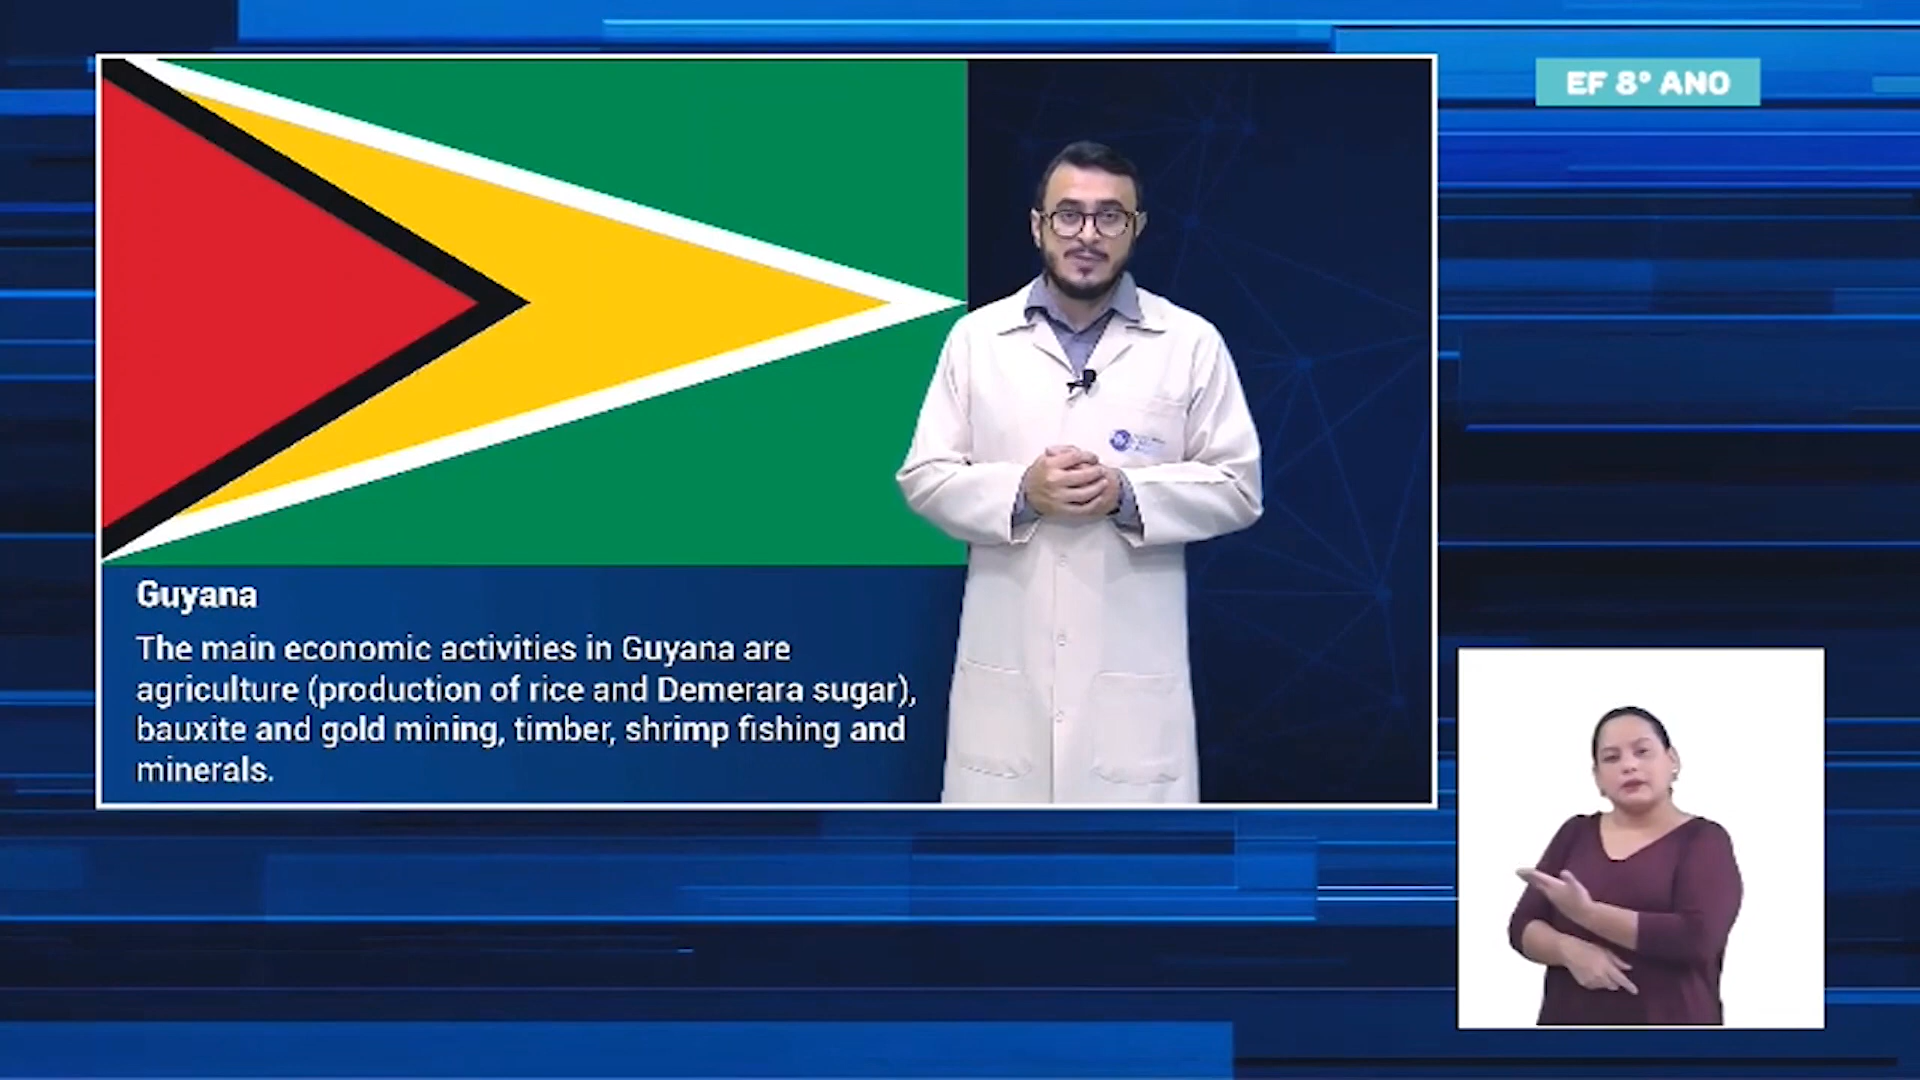 EF 8º ANO
Guyana
The main economic activities in Guyana are
agriculture (production of rice and Demerara sugar),
bauxite and gold mining, timber, shrimp fishing and
minerals.